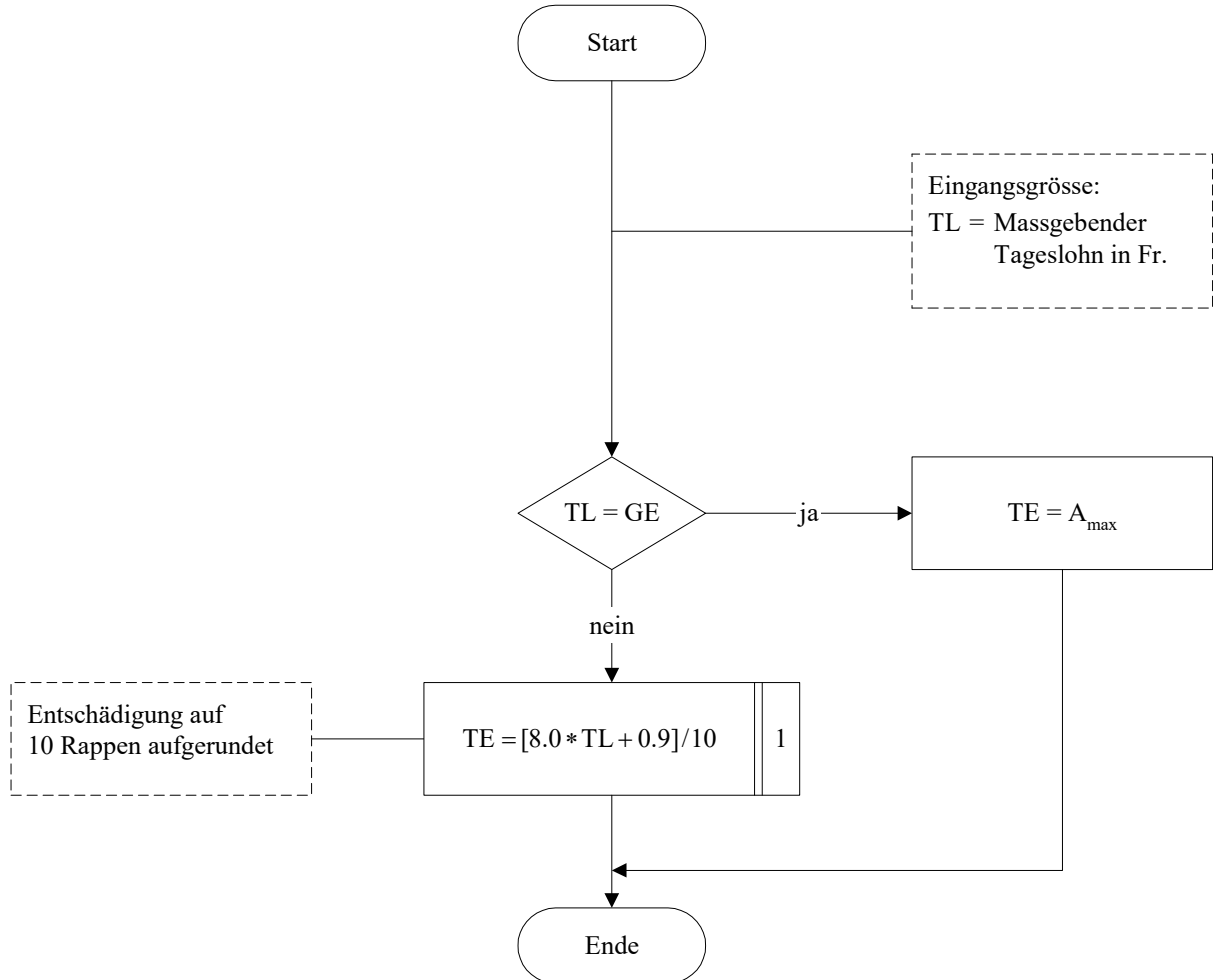 Start
Eingangsgrösse:
TL = Massgebender
Tageslohn in Fr.
TL = GE
ja
TE = Amax
nein
Entschädigung auf
10 Rappen aufgerundet
TE = [8.0 * TL + 0.9] / 10
1
Ende